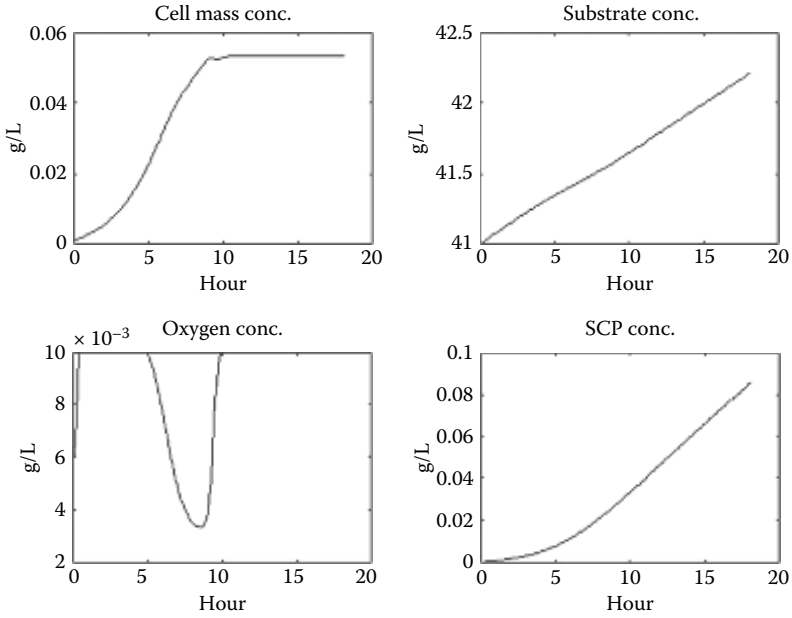 Cell mass conc.
0.06
0.04
0.02
0
g/L
0 5 10 15 20
Hour
Substrate conc.
42.5
42
41.5
41
g/L
0 5 10 15 20
Hour
Oxygen conc.
× 10–3
10
8
6
4
2
g/L
0 5 10 15 20
Hour
SCP conc.
0.1
0.08
0.06
0.04
0.02
0
g/L
0 5 10 15 20
Hour